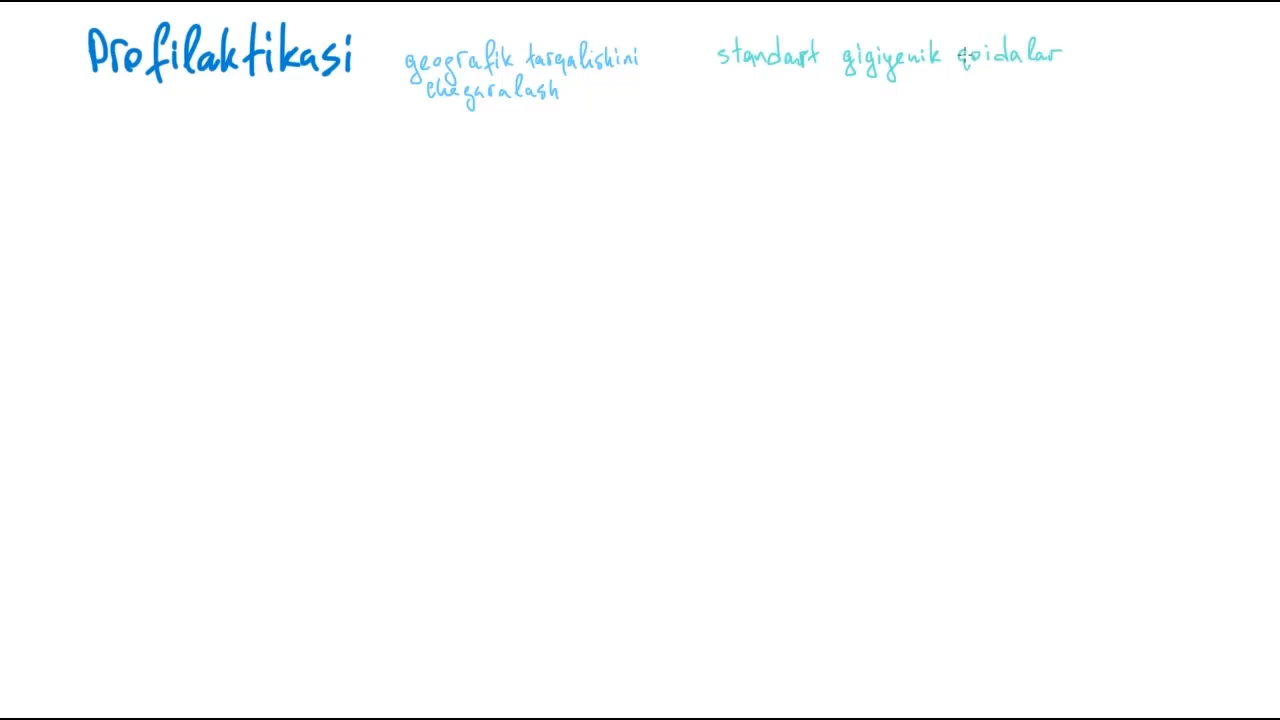 Profilaktikasi
geografik tarqalishini
chegaralash
standart gigiyenik qoidalar